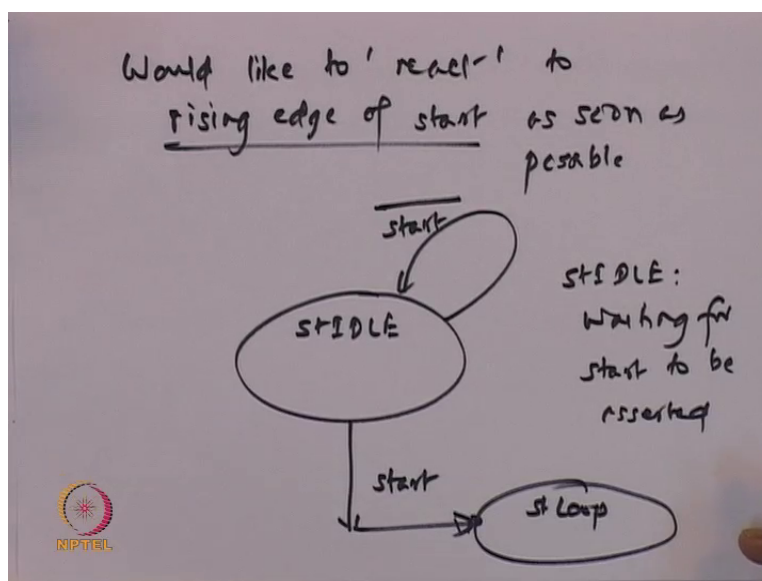 Would like to 'react' to
rising edge of start as soon as
possible
start
stIDLE
stIDLE:
waiting for
start to be
asserted
start
stLoop
NPTEL